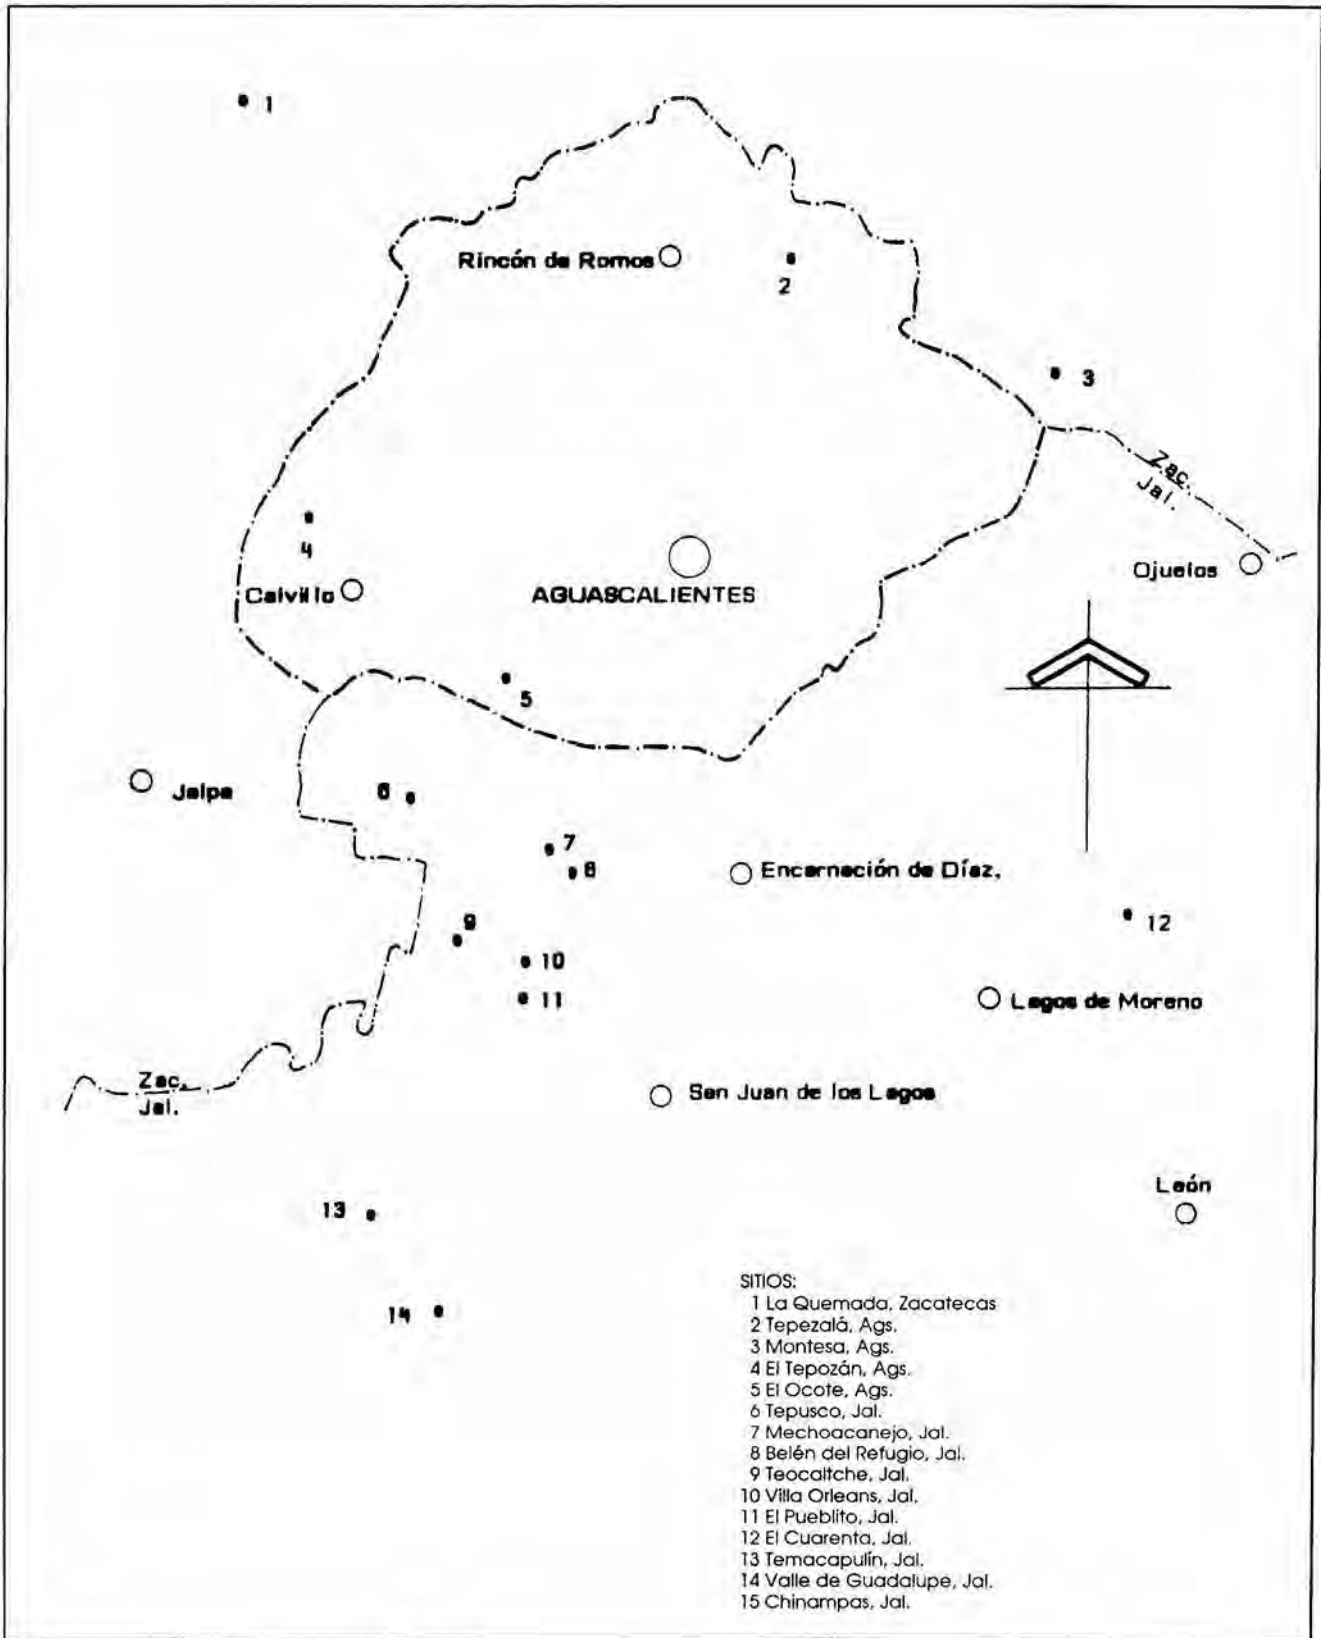 1
Rincón de Romos
2
3
Zac.
Jal.
4
Calvillo
AGUASCALIENTES
Ojuelos
5
Jalpa
6
7
8
Encarnación de Díaz.
9
12
10
11
Lagos de Moreno
Zac.
Jal.
San Juan de los Lagos
León
13
14
SITIOS:
1 La Quemada, Zacatecas
2 Tepezalá, Ags.
3 Montesa, Ags.
4 El Tepozán, Ags.
5 El Ocote, Ags.
6 Tepusco, Jal.
7 Mechoacanejo, Jal.
8 Belén del Refugio, Jal.
9 Teocaltche, Jal.
10 Villa Orleans, Jal.
11 El Pueblito, Jal.
12 El Cuarenta, Jal.
13 Temacapulín, Jal.
14 Valle de Guadalupe, Jal.
15 Chinampas, Jal.